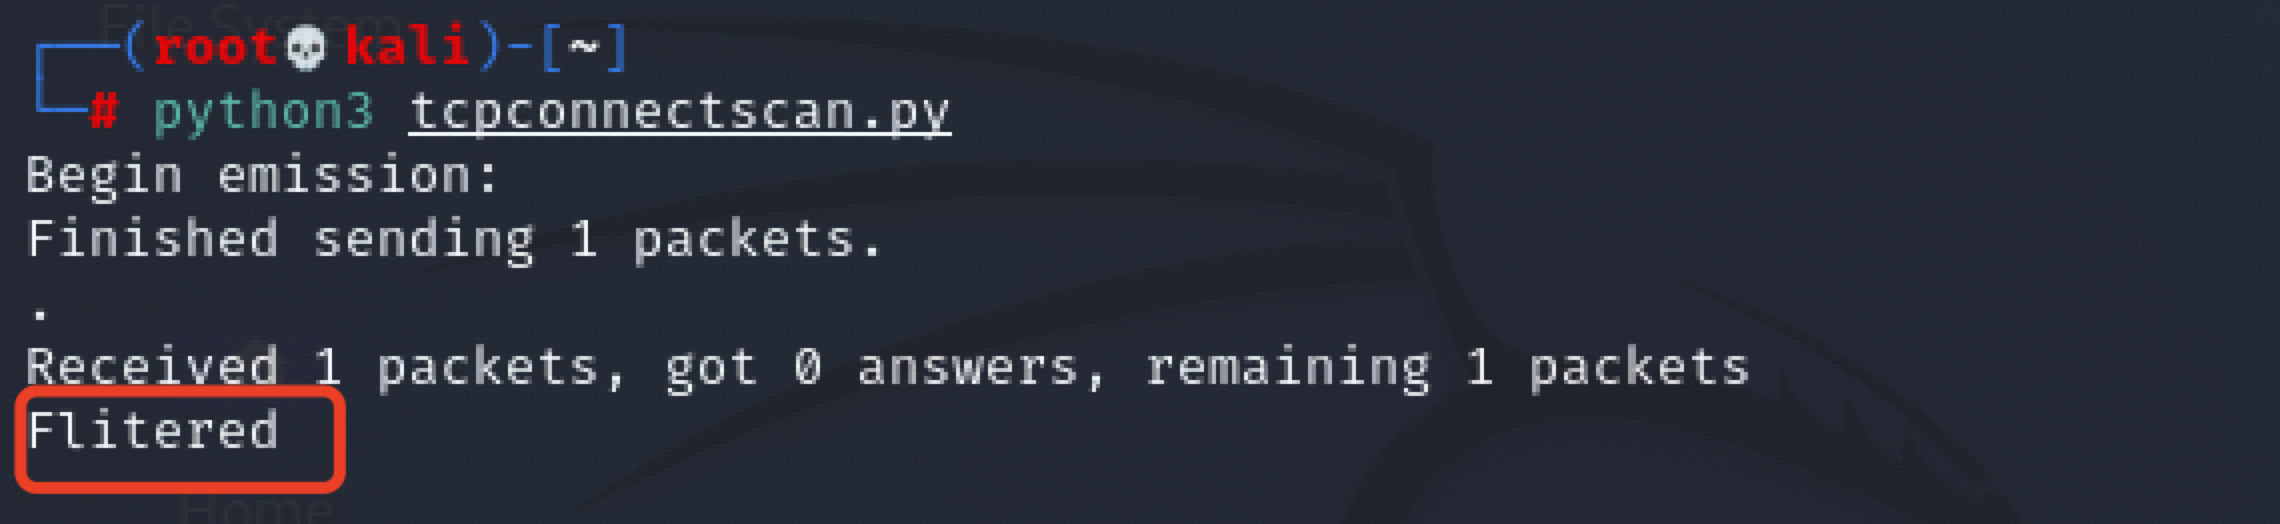 File System
┌──(root💀kali)-[~]
└─# python3 tcpconnectscan.py
Begin emission:
Finished sending 1 packets.
.
Received 1 packets, got 0 answers, remaining 1 packets
Flitered
Home